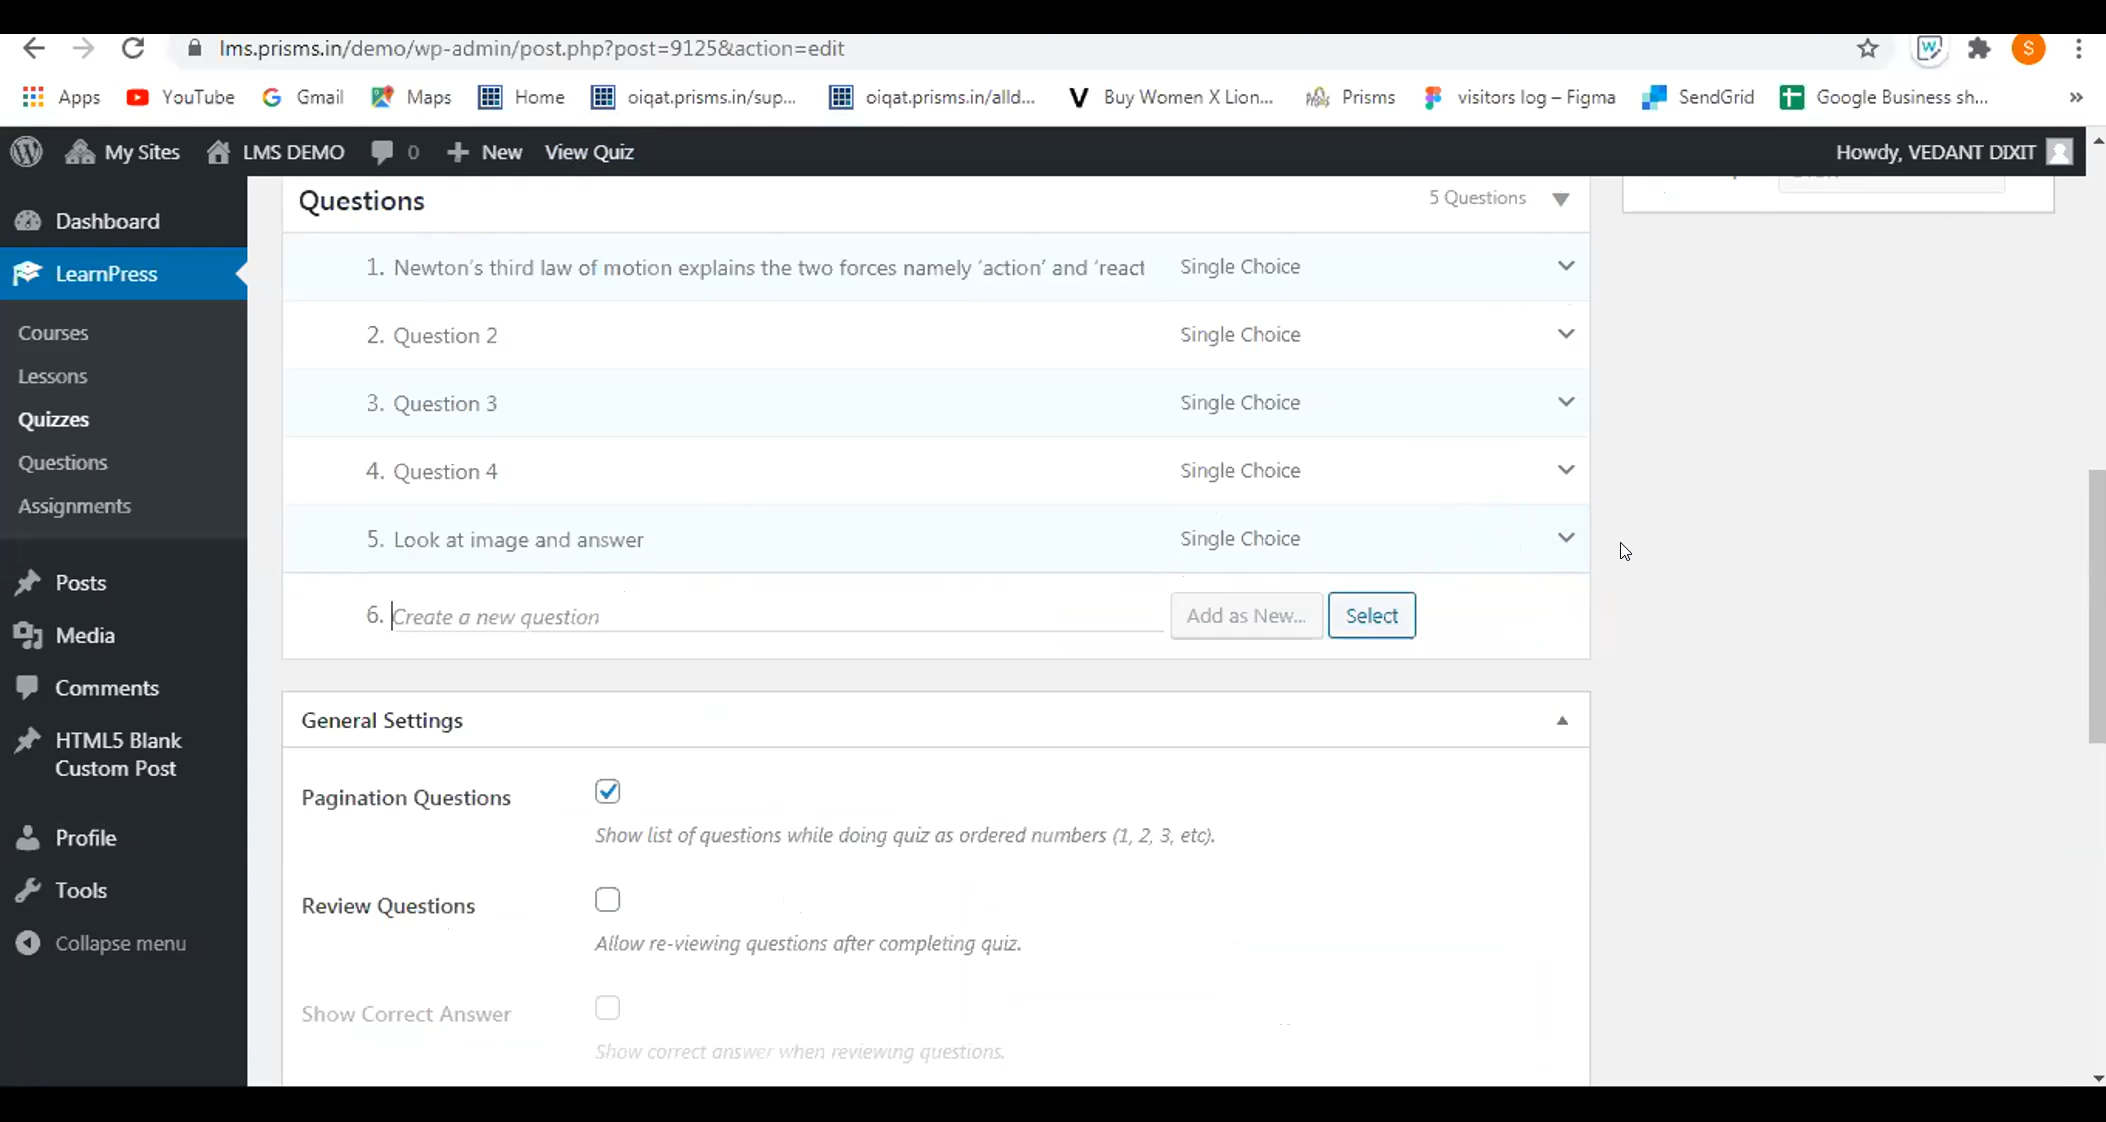 lms.prisms.in/demo/wp-admin/post.php?post=9125&action=edit
S
Apps YouTube Gmail Maps Home oiqat.prisms.in/sup... oiqat.prisms.in/alld... Buy Women X Lion... Prisms visitors log – Figma SendGrid Google Business sh... »
My Sites LMS DEMO 0 New View Quiz Howdy, VEDANT DIXIT
Dashboard
LearnPress
Courses
Lessons
Quizzes
Questions
Assignments
Posts
Media
Comments
HTML5 Blank
Custom Post
Profile
Tools
Collapse menu
Questions 5 Questions
1. Newton’s third law of motion explains the two forces namely ‘action’ and ‘react Single Choice
2. Question 2 Single Choice
3. Question 3 Single Choice
4. Question 4 Single Choice
5. Look at image and answer Single Choice
6. Create a new question Add as New... Select
General Settings
Pagination Questions
Show list of questions while doing quiz as ordered numbers (1, 2, 3, etc).
Review Questions
Allow re-viewing questions after completing quiz.
Show Correct Answer
Show correct answer when reviewing questions.